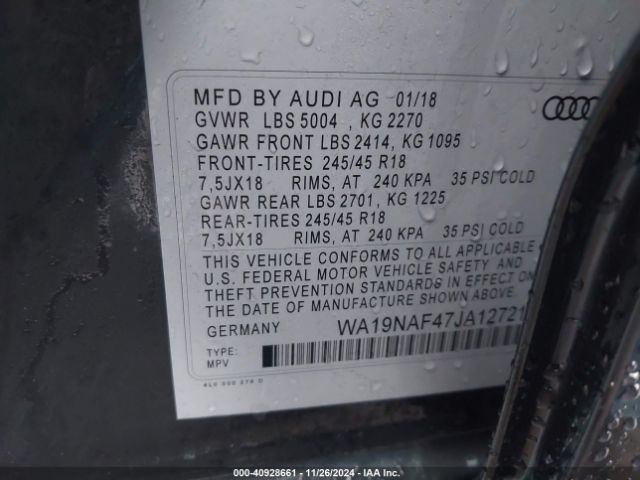 MFD BY AUDI AG 01/18
GVWR LBS 5004 , KG 2270
GAWR FRONT LBS 2414, KG 1095
FRONT-TIRES 245/45 R18
7,5JX18 RIMS, AT 240 KPA 35 PSI COLD
GAWR REAR LBS 2701, KG 1225
REAR-TIRES 245/45 R18
7,5JX18 RIMS, AT 240 KPA 35 PSI COLD
THIS VEHICLE CONFORMS TO ALL APPLICABLE
U.S. FEDERAL MOTOR VEHICLE SAFETY AND
THEFT PREVENTION STANDARDS IN EFFECT
ON THE DATE OF MANUFACTURE SHOWN ABOVE.
GERMANY WA19NAF47JA12721
TYPE:
MPV
4L0 000 276 D
000-40928661 — 11/26/2024 — IAA Inc.